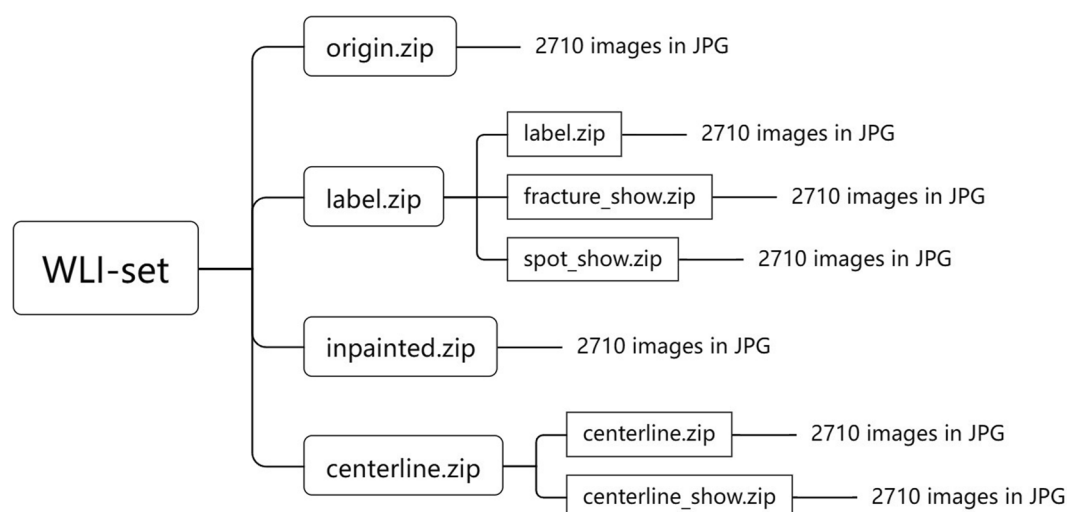 origin.zip 2710 images in JPG
label.zip 2710 images in JPG
label.zip
fracture_show.zip 2710 images in JPG
spot_show.zip 2710 images in JPG
WLI-set
inpainted.zip 2710 images in JPG
centerline.zip 2710 images in JPG
centerline.zip
centerline_show.zip 2710 images in JPG